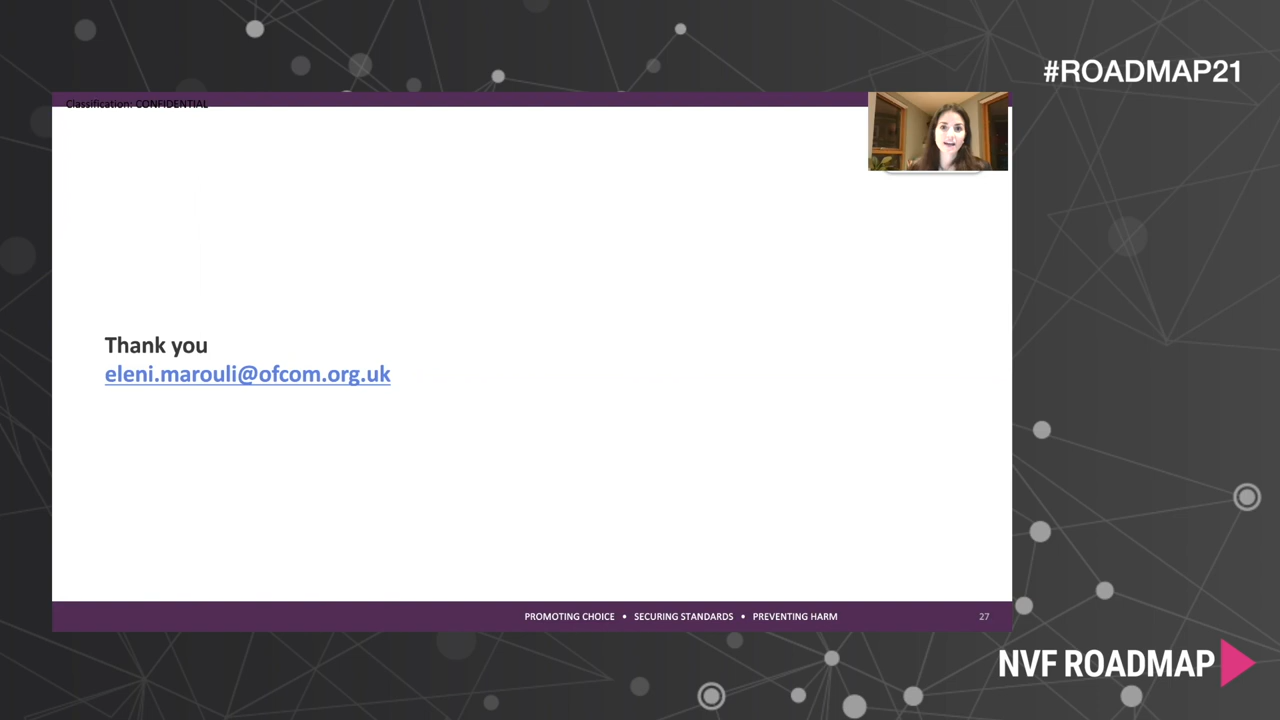 #ROADMAP21
Classification: CONFIDENTIAL
Thank you
eleni.marouli@ofcom.org.uk
PROMOTING CHOICE • SECURING STANDARDS • PREVENTING HARM
27
NVF ROADMAP